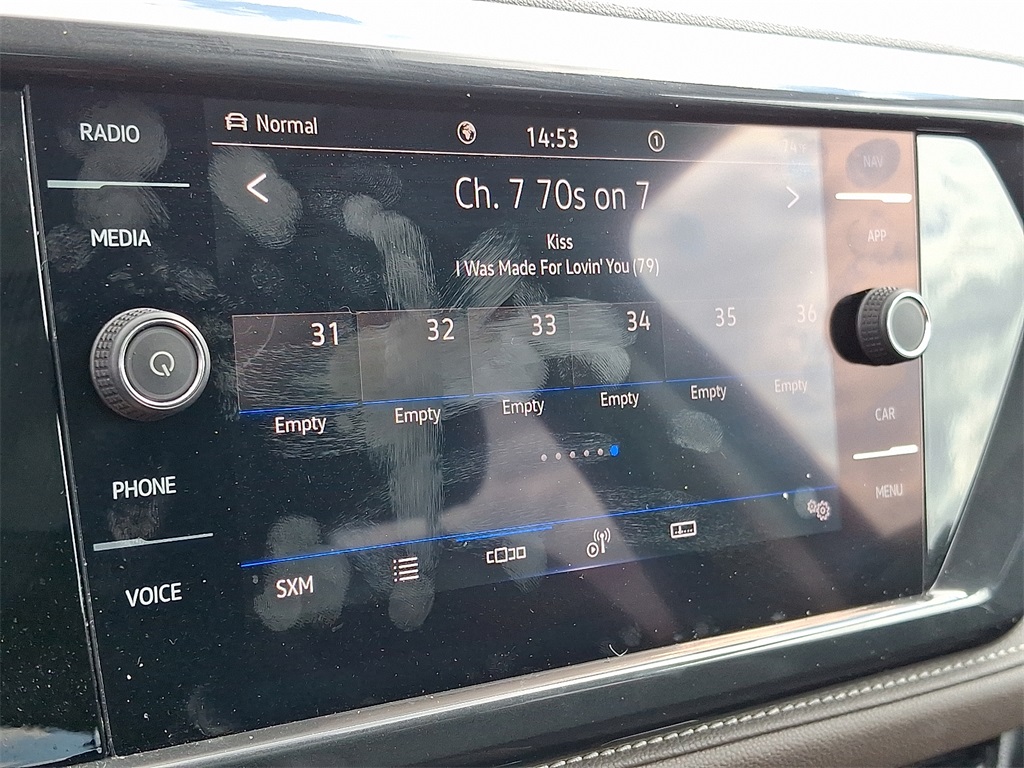 RADIO
MEDIA
PHONE
VOICE
Normal
14:53
1
Ch. 7 70s on 7
Kiss
I Was Made For Lovin' You (79)
31 32 33 34 35 36
Empty Empty Empty Empty Empty Empty
SXM
NAV
APP
CAR
MENU